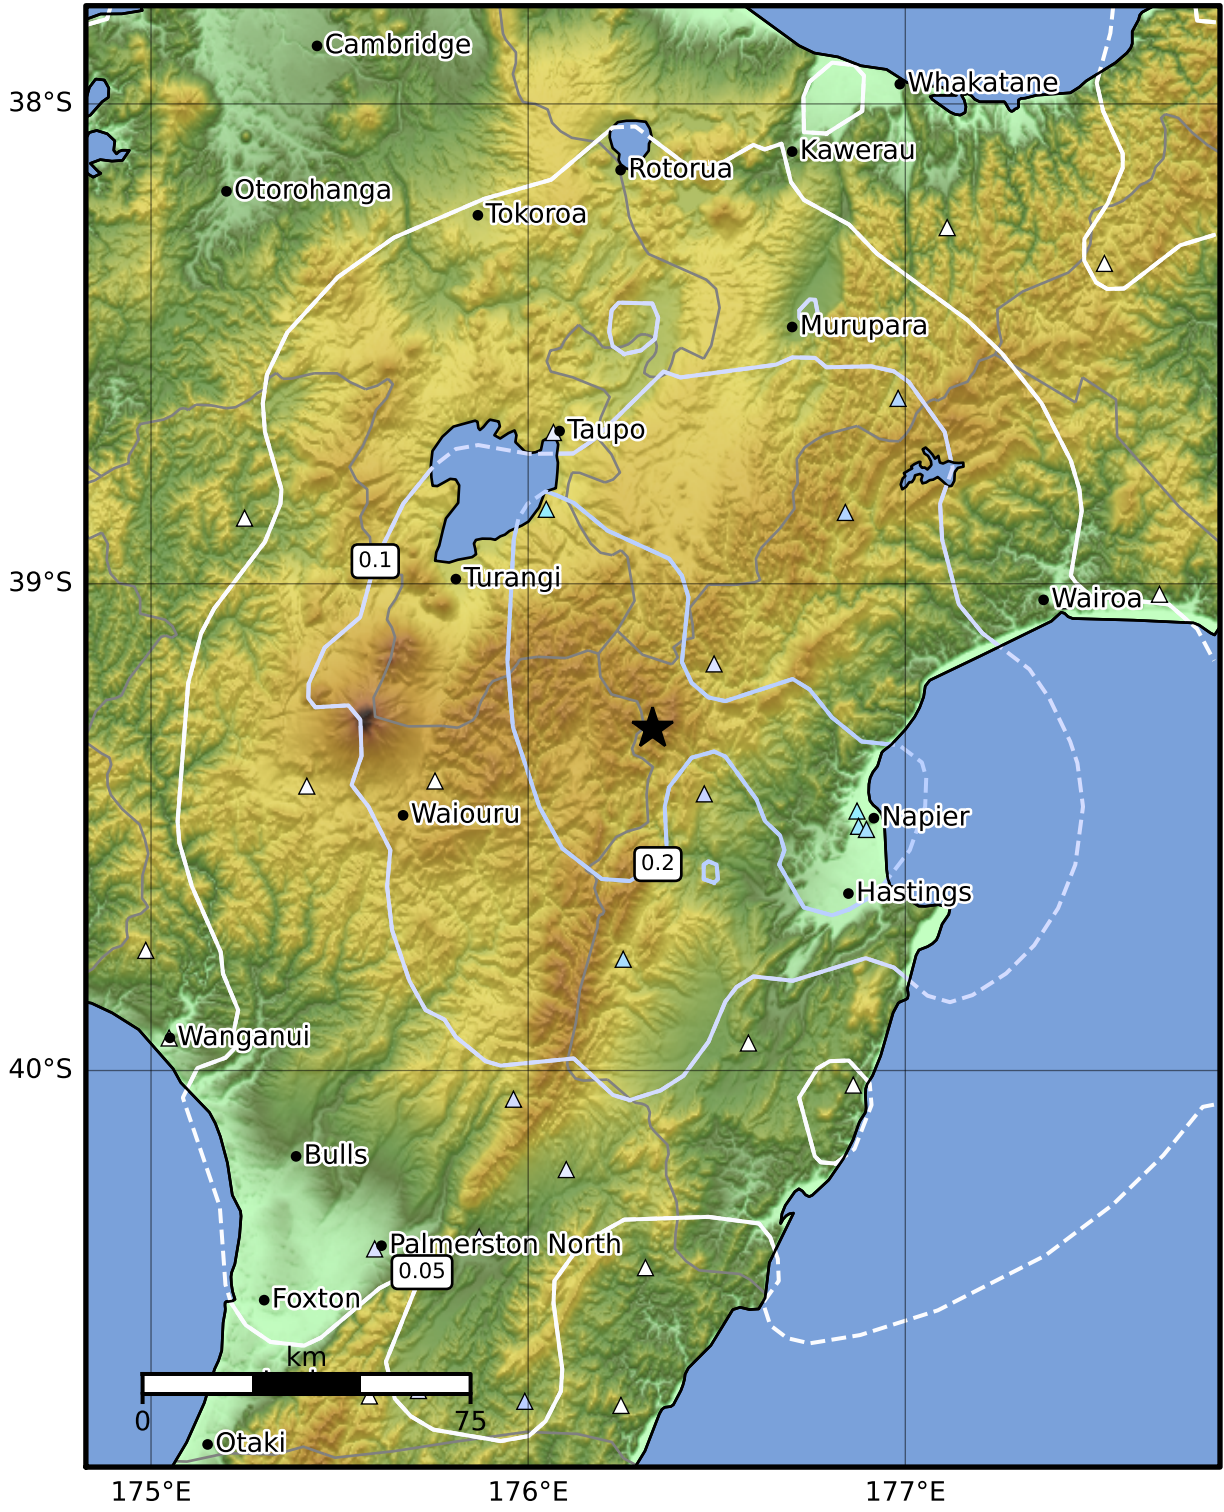 Cambridge
Whakatane
38°S
Kawerau
Rotorua
Otorohanga
Tokoroa
Murupara
Taupo
0.1
Turangi
39°S
Wairoa
Waiouru
Napier
0.2
Hastings
Wanganui
40°S
Bulls
Palmerston North
0.05
Foxton
km
0
75
Otaki
175°E
176°E
177°E